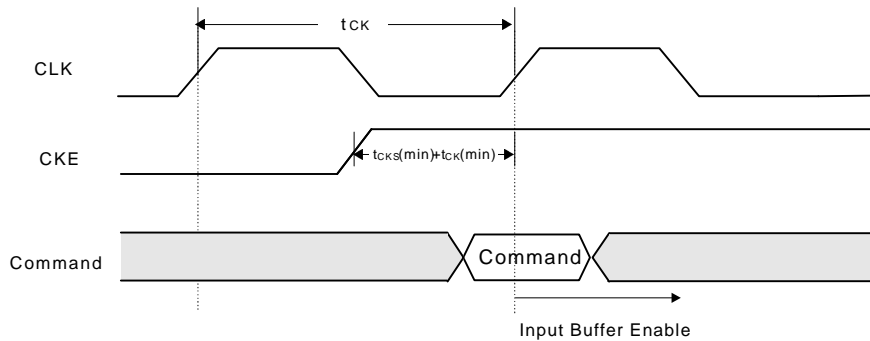 tCK
CLK
CKE
tCKS(min)+tCK(min)
Command
Command
Input Buffer Enable